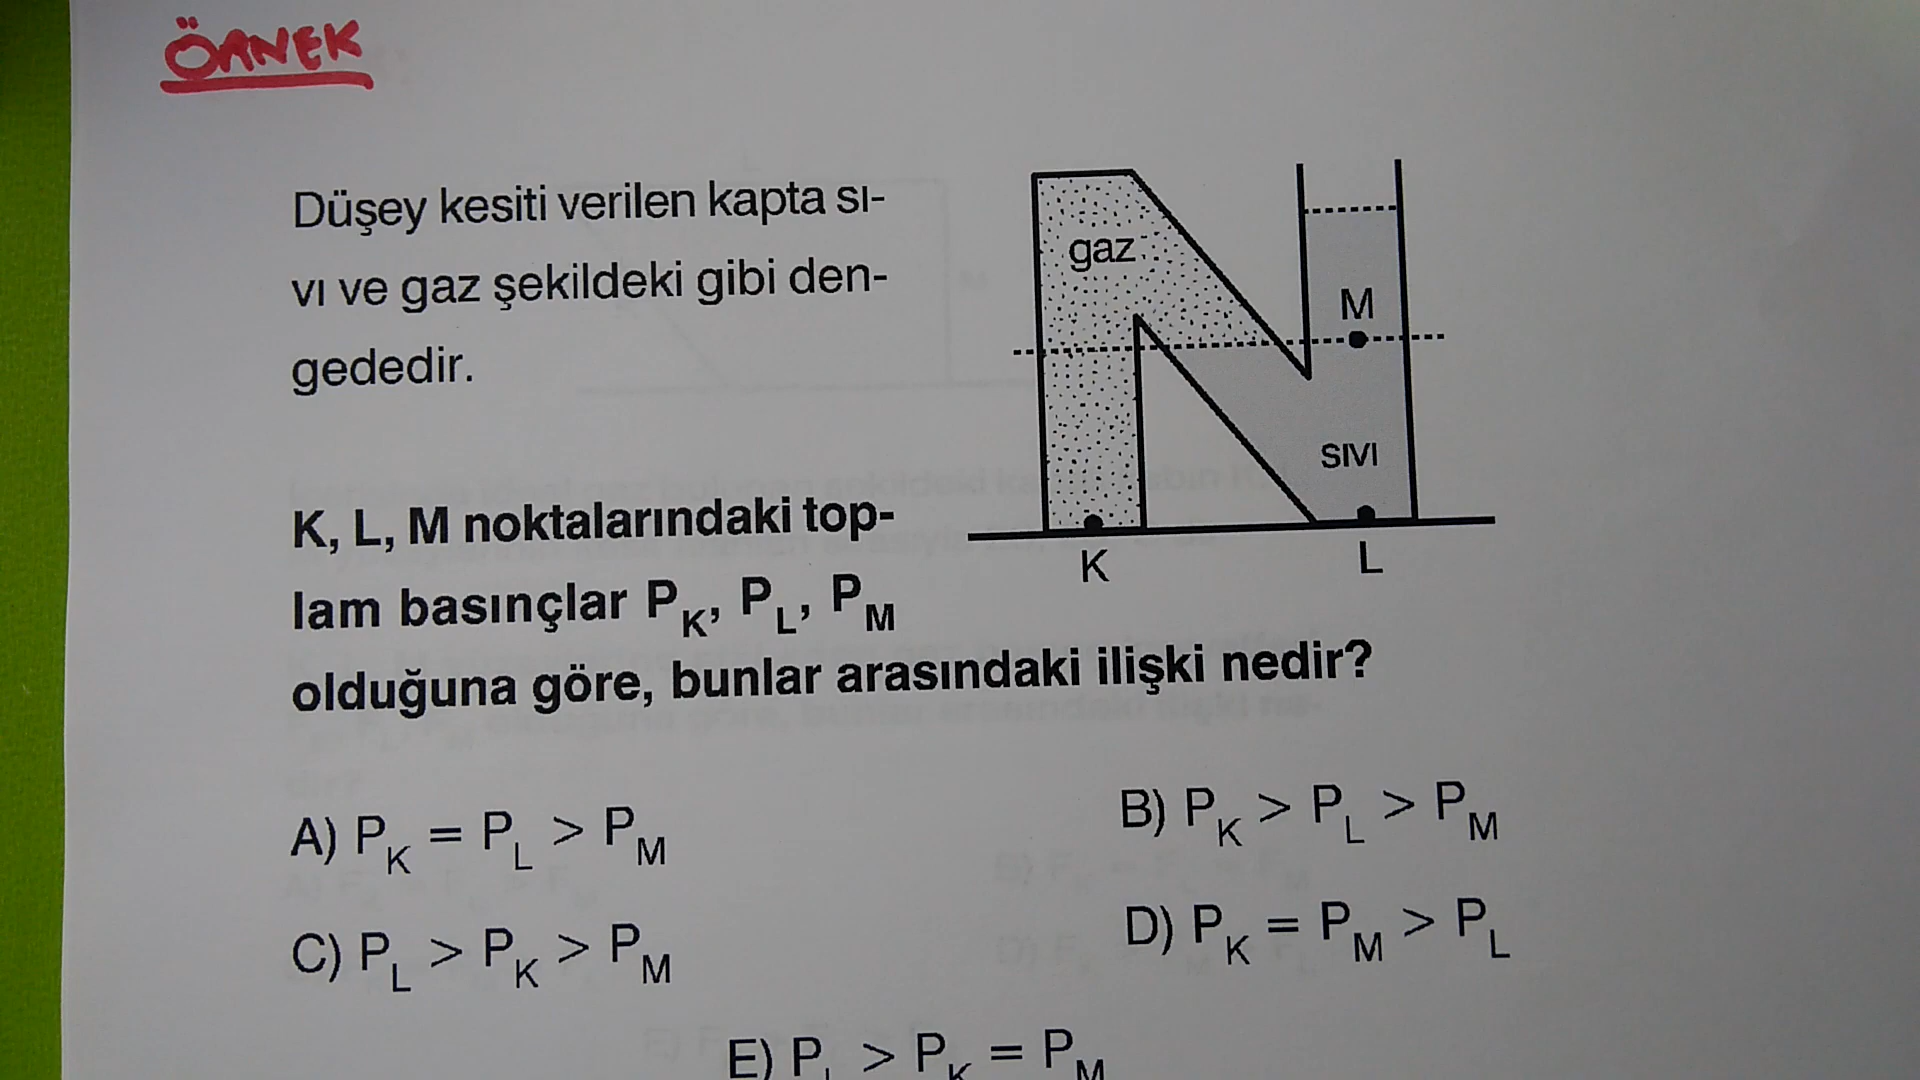 ÖRNEK
Düşey kesiti verilen kapta sı-
vı ve gaz şekildeki gibi den-
gededir.
gaz
M
SIVI
K
L
K, L, M noktalarındaki top-
lam basınçlar P_K, P_L, P_M
olduğuna göre, bunlar arasındaki ilişki nedir?
A) P_K = P_L > P_M
B) P_K > P_L > P_M
C) P_L > P_K > P_M
D) P_K = P_M > P_L
E) P_L > P_K = P_M